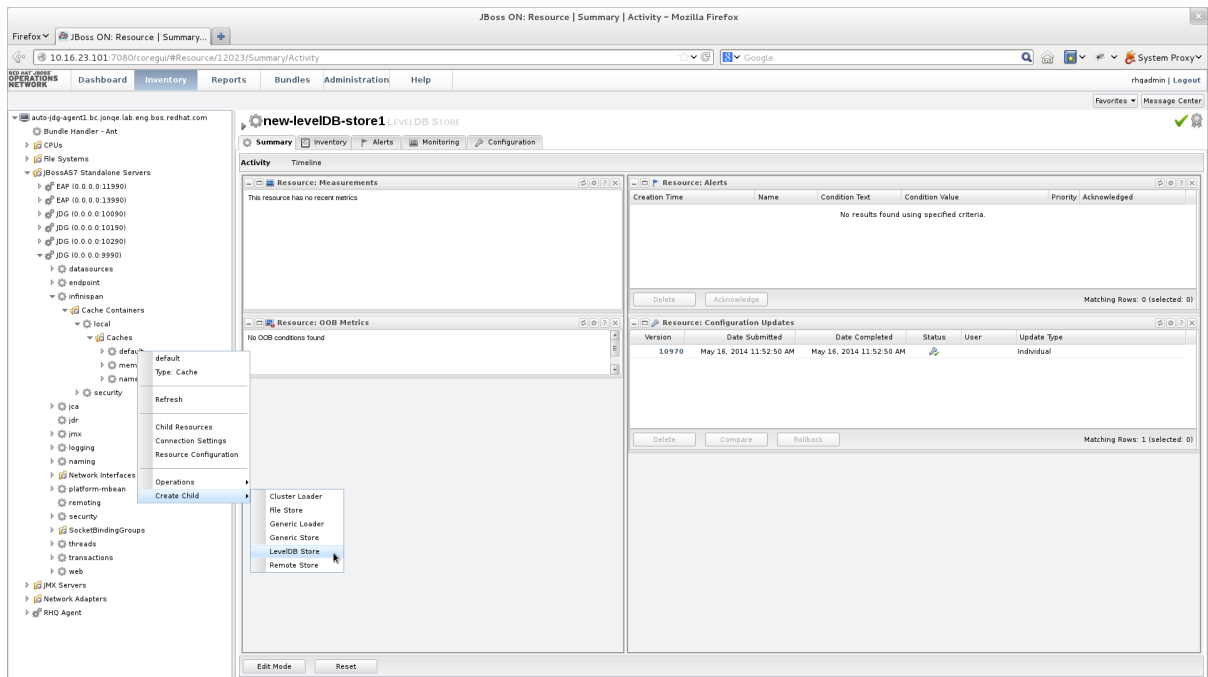 JBoss ON: Resource | Summary | Activity - Mozilla Firefox
Firefox JBoss ON: Resource | Summary...
10.16.23.101:7080/coregui/#Resource/12023/Summary/Activity Google System Proxy
RED HAT JBOSS
OPERATIONS
NETWORK
Dashboard Inventory Reports Bundles Administration Help rhqadmin | Logout
Favorites Message Center
auto-jdg-agent1.bc.jonqe.lab.eng.bos.redhat.com
Bundle Handler - Ant
CPUs
File Systems
JBossAS7 Standalone Servers
EAP (0.0.0.0:11990)
EAP (0.0.0.0:13990)
JDG (0.0.0.0:10090)
JDG (0.0.0.0:10190)
JDG (0.0.0.0:10290)
JDG (0.0.0.0:9990)
datasources
endpoint
infinispan
Cache Containers
local
Caches
defaul
mem
name
security
jca
jdr
jmx
logging
naming
Network Interfaces
platform-mbean
remoting
security
SocketBindingGroups
threads
transactions
web
JMX Servers
Network Adapters
RHQ Agent
default
Type: Cache
Refresh
Child Resources
Connection Settings
Resource Configuration
Operations
Create Child
Cluster Loader
File Store
Generic Loader
Generic Store
LevelDB Store
Remote Store
new-levelDB-store1 LEVELDB STORE
Summary Inventory Alerts Monitoring Configuration
Activity Timeline
Resource: Measurements
This resource has no recent metrics
Resource: OOB Metrics
No OOB conditions found
Resource: Alerts
Creation Time Name Condition Text Condition Value Priority Acknowledged
No results found using specified criteria.
Delete Acknowledge Matching Rows: 0 (selected: 0)
Resource: Configuration Updates
Version Date Submitted Date Completed Status User Update Type
10970 May 16, 2014 11:52:50 AM May 16, 2014 11:52:50 AM Individual
Delete Compare Rollback Matching Rows: 1 (selected: 0)
Edit Mode Reset